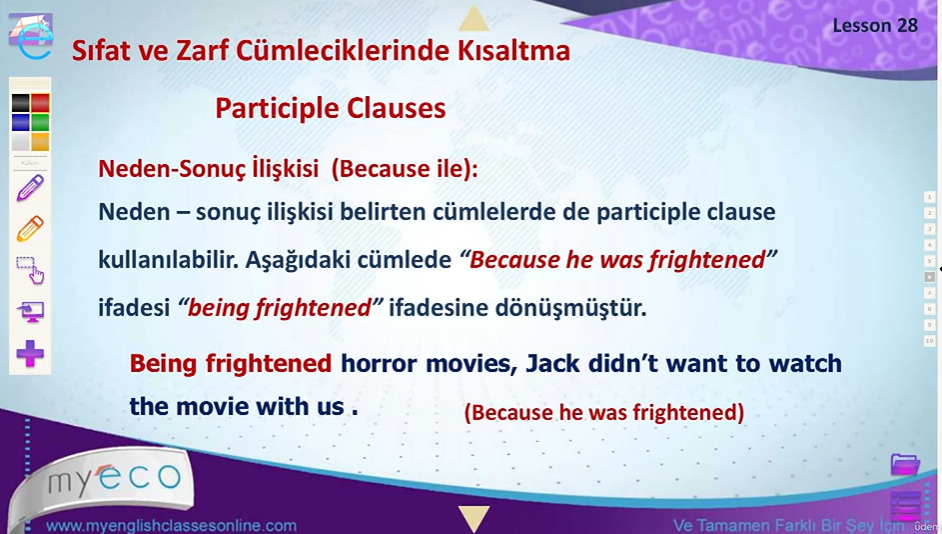 Lesson 28
Sıfat ve Zarf Cümleciklerinde Kısaltma
Participle Clauses
Neden-Sonuç İlişkisi (Because ile):
Neden – sonuç ilişkisi belirten cümlelerde de participle clause
kullanılabilir. Aşağıdaki cümlede “Because he was frightened”
ifadesi “being frightened” ifadesine dönüşmüştür.
Being frightened horror movies, Jack didn’t want to watch
the movie with us .
(Because he was frightened)
1
2
3
4
5
6
7
8
9
10
myeco
www.myenglishclassesonline.com
Ve Tamamen Farklı Bir Şey İçin